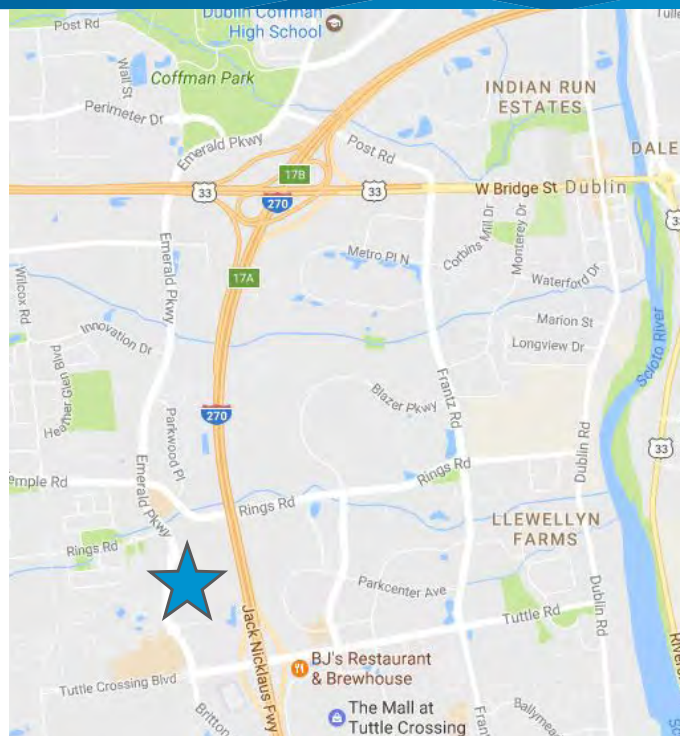 Dublin Coffman
High School
Post Rd
Wall St
Coffman Park
Perimeter Dr
Emerald Pkwy
INDIAN RUN
ESTATES
Post Rd
17B
33
270
33
W Bridge St
Dublin
Metro Pl N
Corbins Mill Dr
Monterey Dr
17A
Emerald Pkwy
Wilcox Rd
Waterford Dr
Innovation Dr
Marion St
Longview Dr
Scioto River
Heather Glen Blvd
270
Blazer Pkwy
Frantz Rd
Parkwood Pl
Dublin Rd
33
Rings Rd
Emerald Pkwy
Rings Rd
LLEWELLYN
FARMS
Rings Rd
Parkcenter Ave
Dublin Rd
Tuttle Rd
Jack Nicklaus Fwy
BJ's Restaurant
& Brewhouse
Tuttle Crossing Blvd
The Mall at
Tuttle Crossing